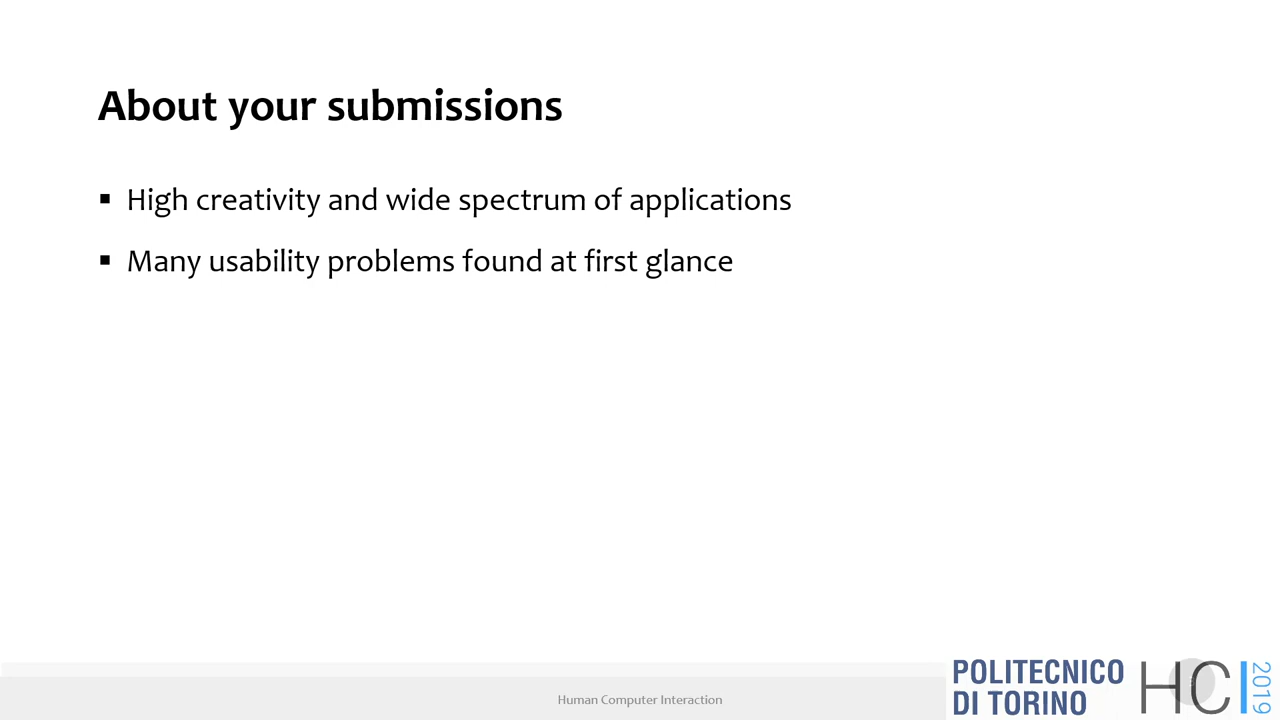 About your submissions
▪ High creativity and wide spectrum of applications
▪ Many usability problems found at first glance
Human Computer Interaction
POLITECNICO
DI TORINO
HCI
2019